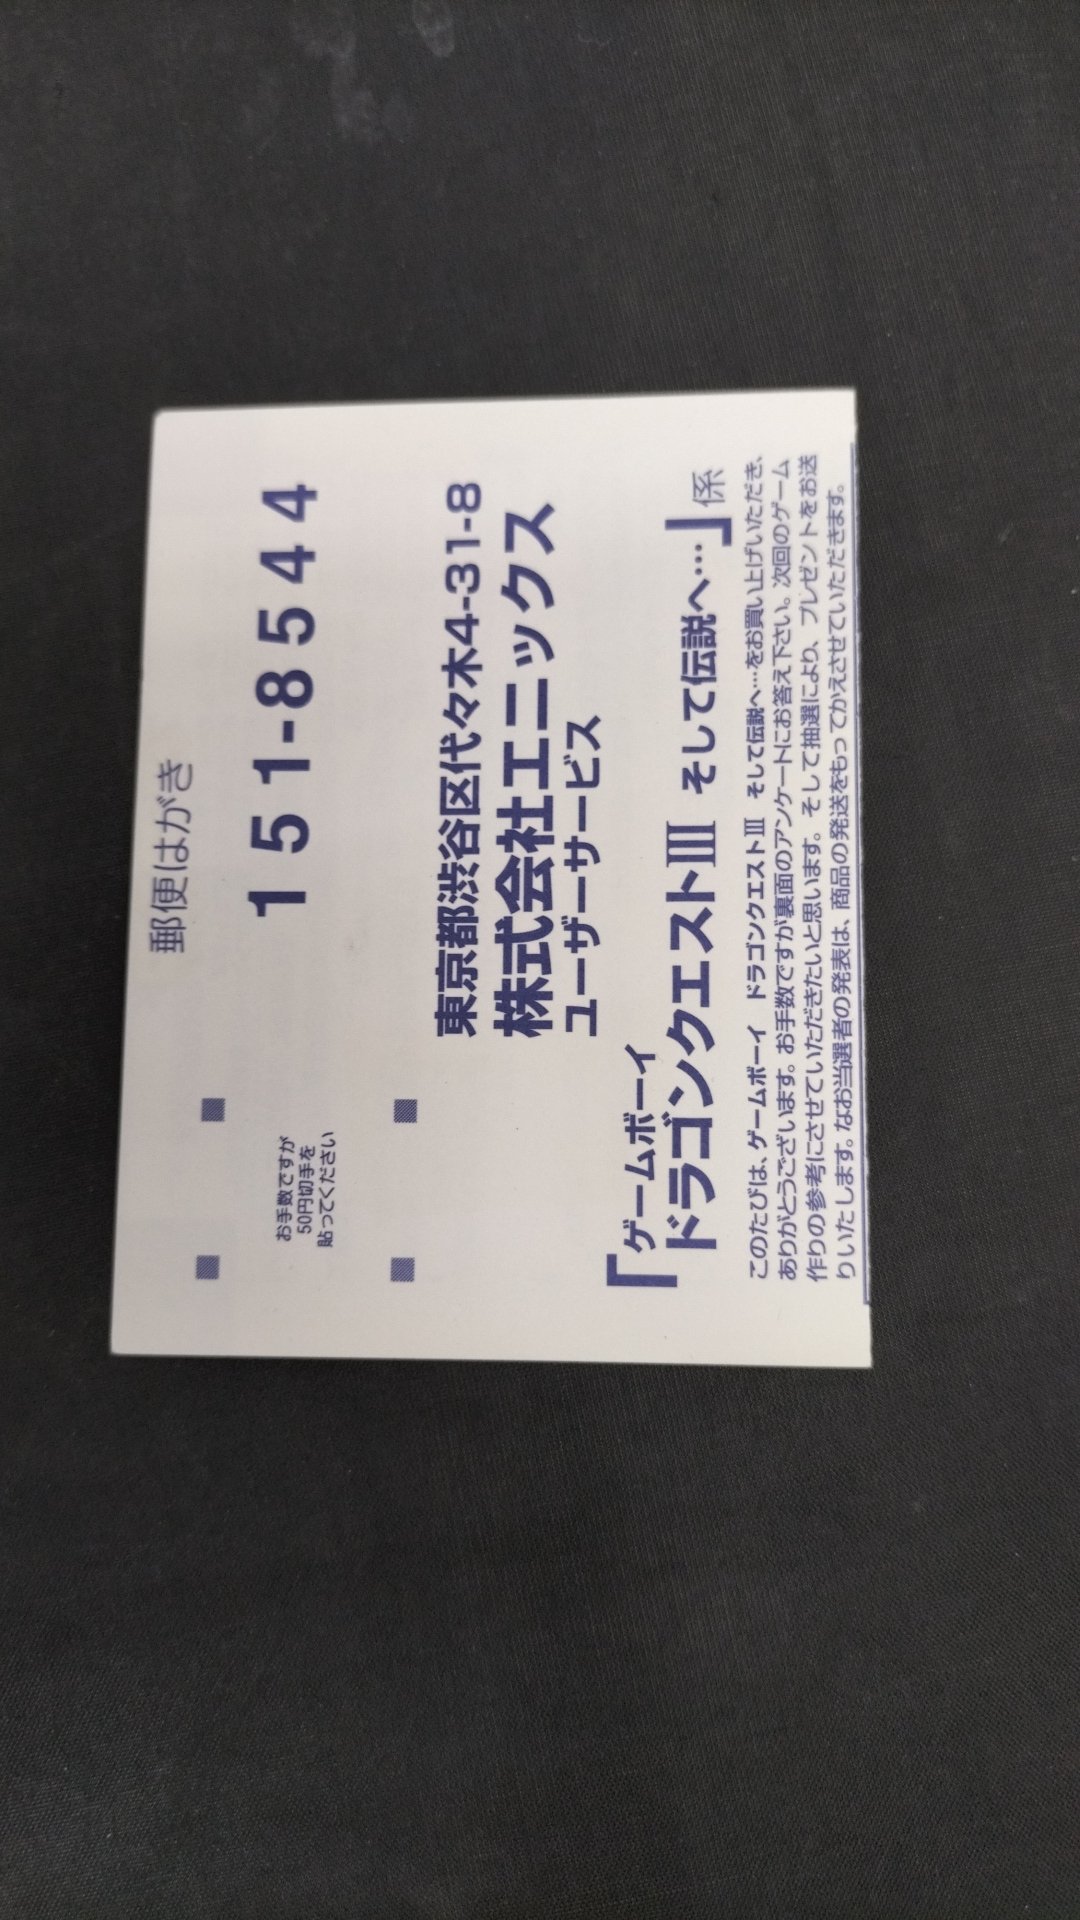 郵便はがき
151-8544
お手数ですが
50円切手を
貼ってください
東京都渋谷区代々木4-31-8
株式会社エニックス
ユーザーサービス
「ゲームボーイ
ドラゴンクエストIII そして伝説へ…」係
このたびは、ゲームボーイ ドラゴンクエストIII そして伝説へ…をお買い上げいただき、
ありがとうございます。お手数ですが裏面のアンケートにお答え下さい。次回のゲーム
作りの参考にさせていただきたいと思います。そして抽選により、プレゼントをお送
りいたします。なお当選者の発表は、商品の発送をもってかえさせていただきます。